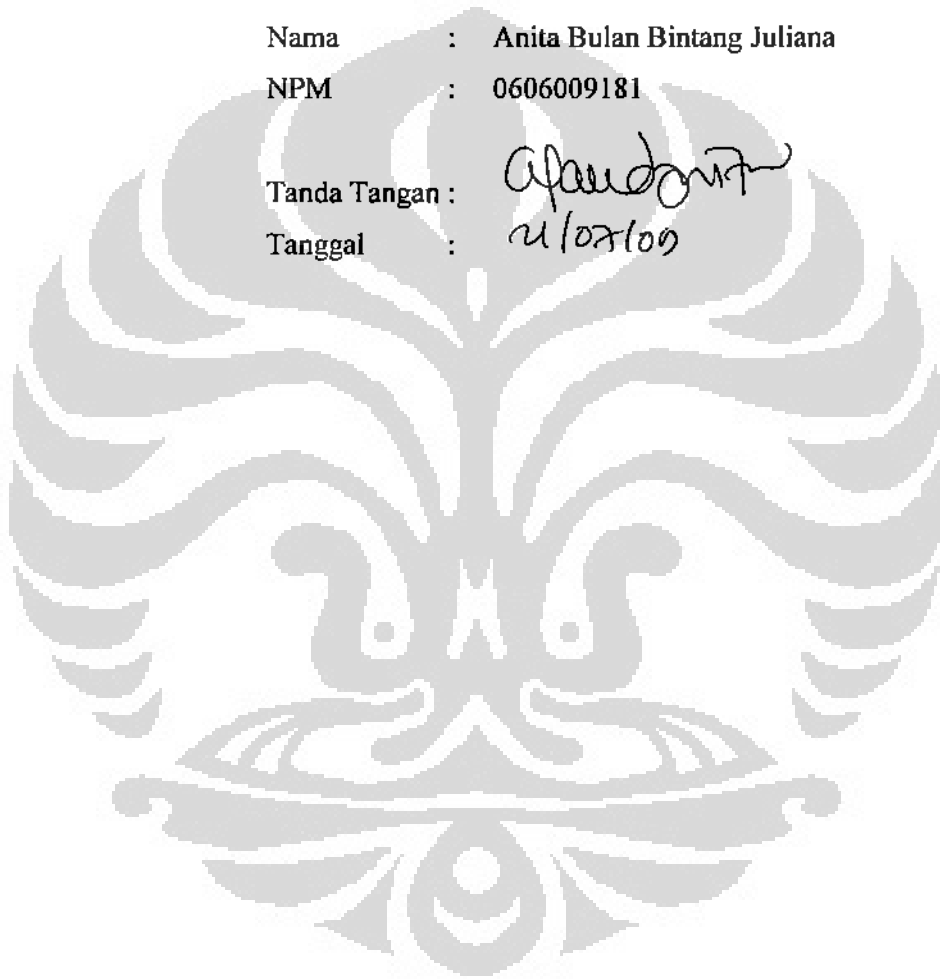 Nama : Anita Bulan Bintang Juliana
NPM : 0606009181
Tanda Tangan :
Tanggal : 21/07/09